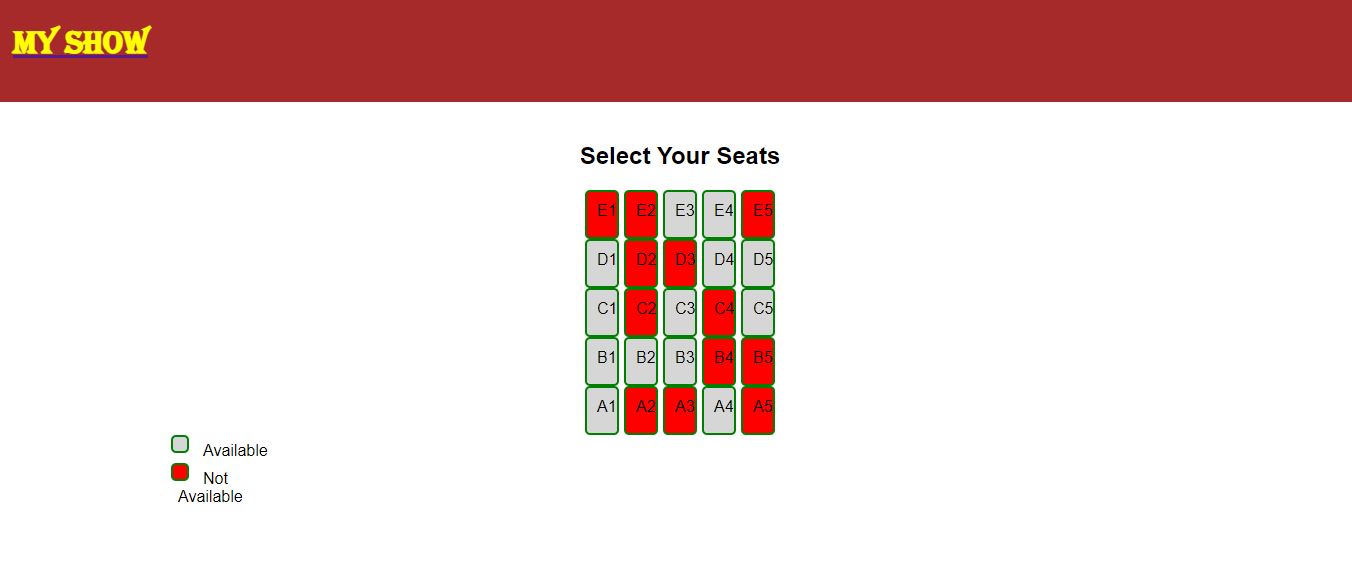 MY SHOW
Select Your Seats
E1 E2 E3 E4 E5
D1 D2 D3 D4 D5
C1 C2 C3 C4 C5
B1 B2 B3 B4 B5
A1 A2 A3 A4 A5
Available
Not
Available